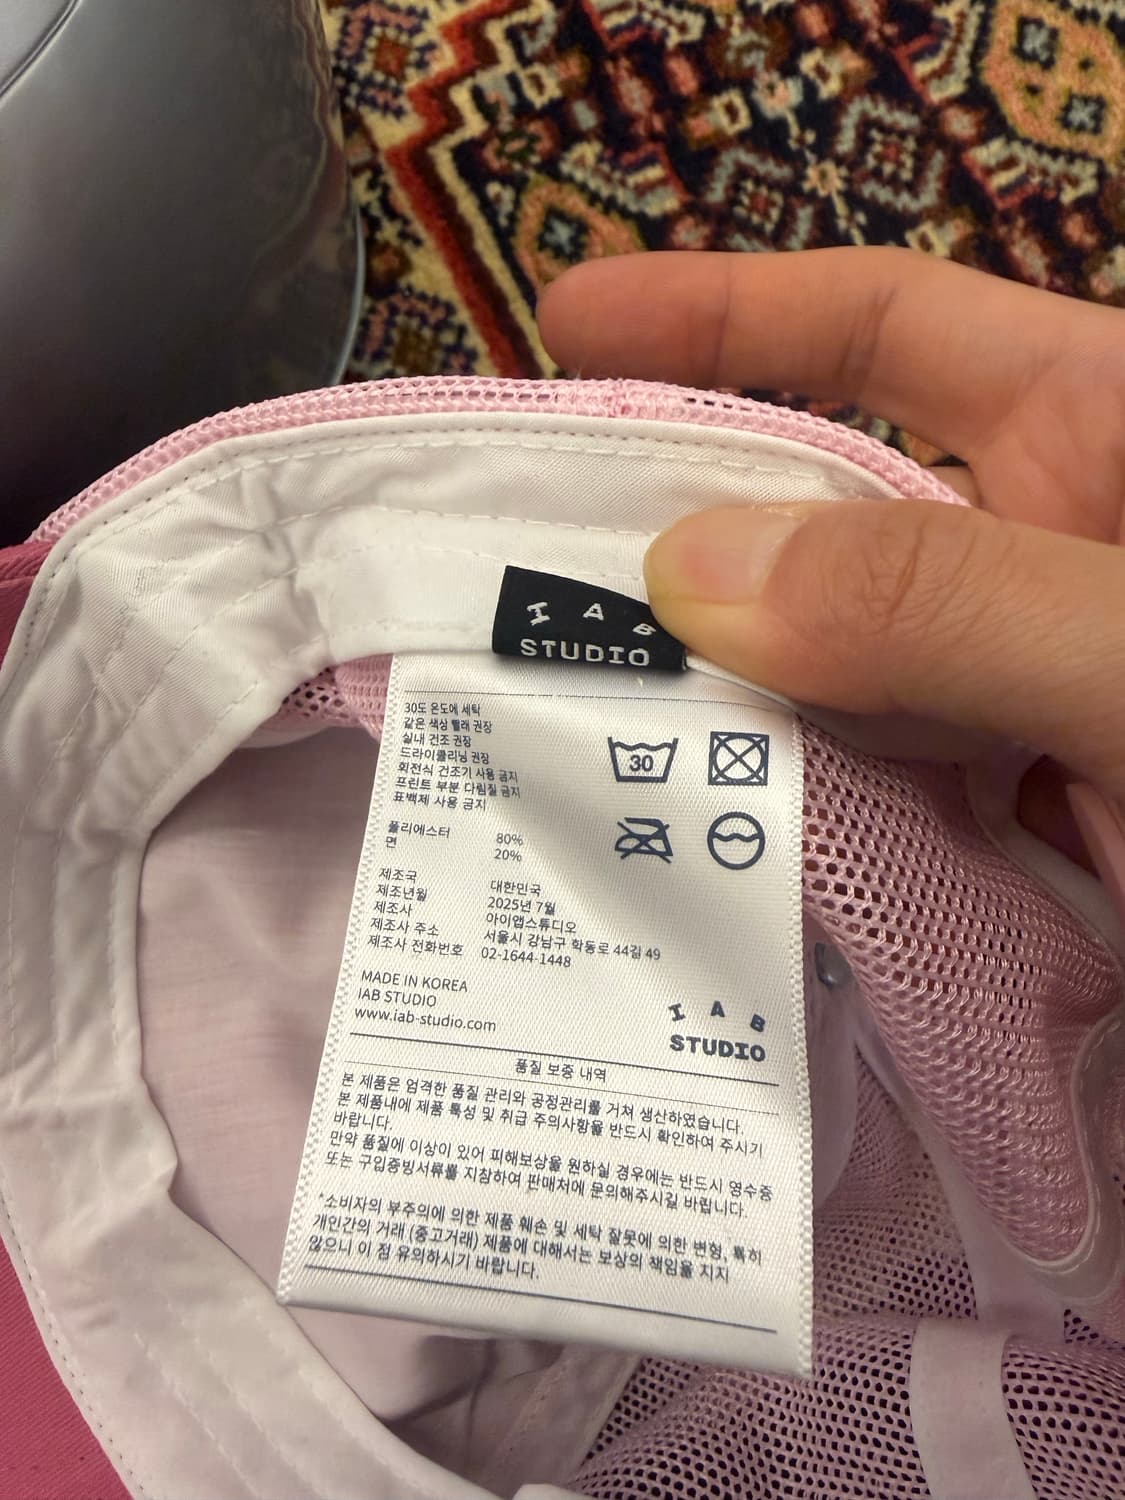 I A B
STUDIO
30도 온도에 세탁
같은 색상 빨래 권장
실내 건조 권장
드라이클리닝 권장
회전식 건조기 사용 금지
프린트 부분 다림질 금지
표백제 사용 금지
30
폴리에스터 80%
면 20%
제조국 대한민국
제조년월 2025년 7월
제조사 아이앱스튜디오
제조사 주소 서울시 강남구 학동로 44길 49
제조사 전화번호 02-1644-1448
MADE IN KOREA
IAB STUDIO
www.iab-studio.com
I A B
STUDIO
품질 보증 내역
본 제품은 엄격한 품질 관리와 공정관리를 거쳐 생산하였습니다.
본 제품내에 제품 특성 및 취급 주의사항을 반드시 확인하여 주시기
바랍니다.
만약 품질에 이상이 있어 피해보상을 원하실 경우에는 반드시 영수증
또는 구입증빙서류를 지참하여 판매처에 문의해주시길 바랍니다.
*소비자의 부주의에 의한 제품 훼손 및 세탁 잘못에 의한 변형, 특히
개인간의 거래 (중고거래) 제품에 대해서는 보상의 책임을 지지
않으니 이 점 유의하시기 바랍니다.